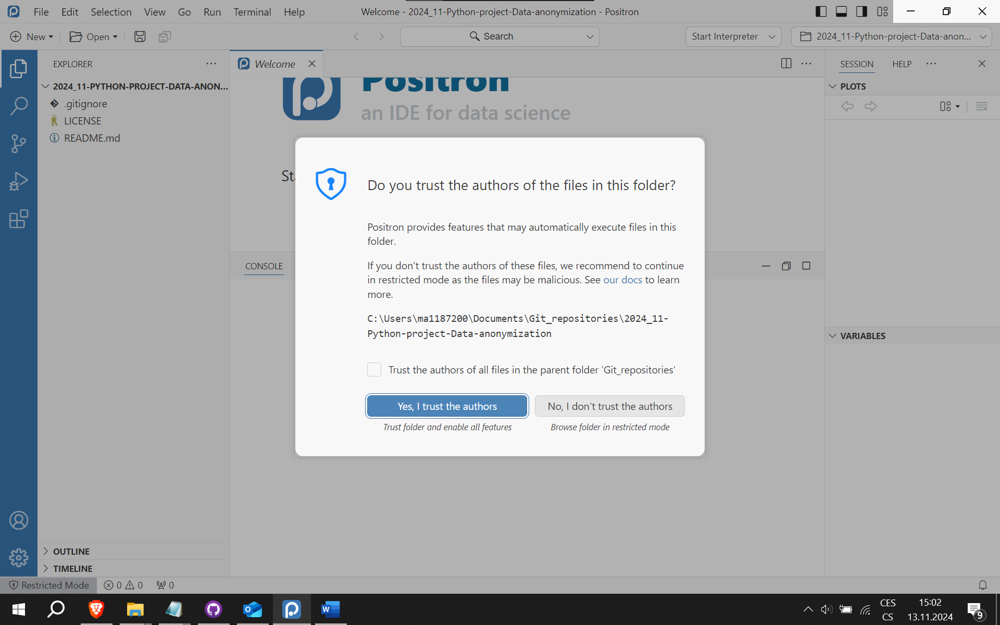 File Edit Selection View Go Run Terminal Help
Welcome - 2024_11-Python-project-Data-anonymization - Positron
New Open Search Start Interpreter 2024_11-Python-project-Data-anon...
EXPLORER
2024_11-PYTHON-PROJECT-DATA-ANON...
.gitignore
LICENSE
README.md
OUTLINE
TIMELINE
Welcome
Positron
an IDE for data science
CONSOLE
SESSION HELP
PLOTS
VARIABLES
Do you trust the authors of the files in this folder?
Positron provides features that may automatically execute files in this
folder.
If you don't trust the authors of these files, we recommend to continue
in restricted mode as the files may be malicious. See our docs to learn
more.
C:\Users\ma1187200\Documents\Git_repositories\2024_11-
Python-project-Data-anonymization
Trust the authors of all files in the parent folder 'Git_repositories'
Yes, I trust the authors
Trust folder and enable all features
No, I don't trust the authors
Browse folder in restricted mode
Restricted Mode 0 0 0
CES
CS
15:02
13.11.2024
9